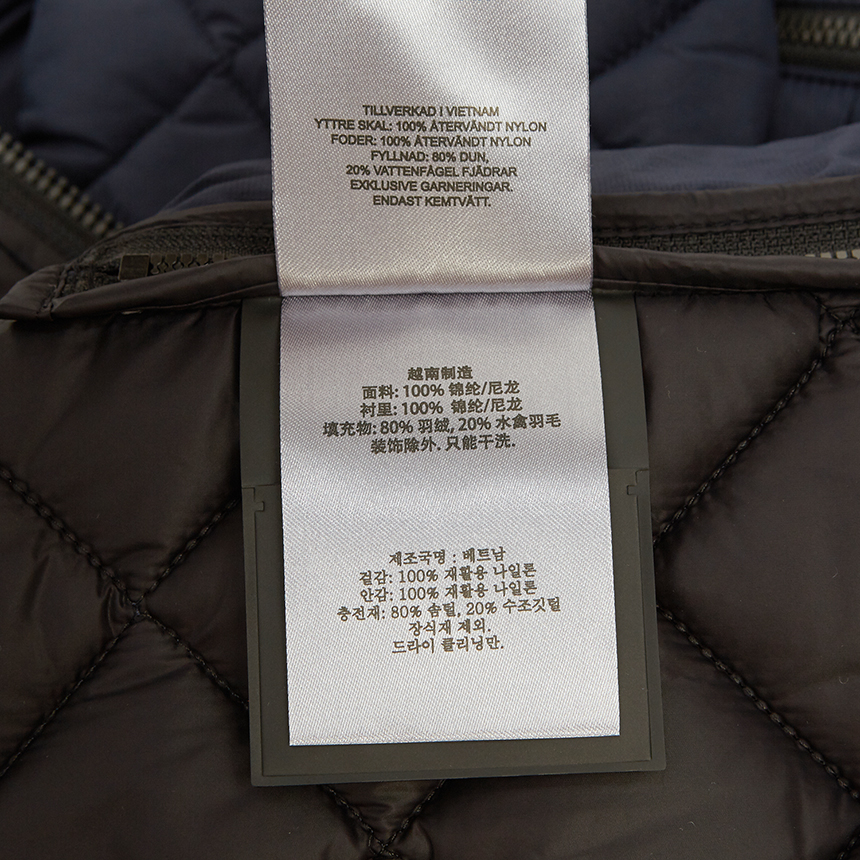 TILLVERKAD I VIETNAM
YTTRE SKAL: 100% ÅTERVÄNDT NYLON
FODER: 100% ÅTERVÄNDT NYLON
FYLLNAD: 80% DUN,
20% VATTENFÅGEL FJÄDRAR
EXKLUSIVE GARNERINGAR.
ENDAST KEMTVÄTT.
越南制造
面料: 100% 锦纶/尼龙
衬里: 100% 锦纶/尼龙
填充物: 80% 羽绒, 20% 水禽羽毛
装饰除外. 只能干洗.
제조국명 : 베트남
겉감: 100% 재활용 나일론
안감: 100% 재활용 나일론
충전재: 80% 솜털, 20% 수조깃털
장식재 제외.
드라이 클리닝만.